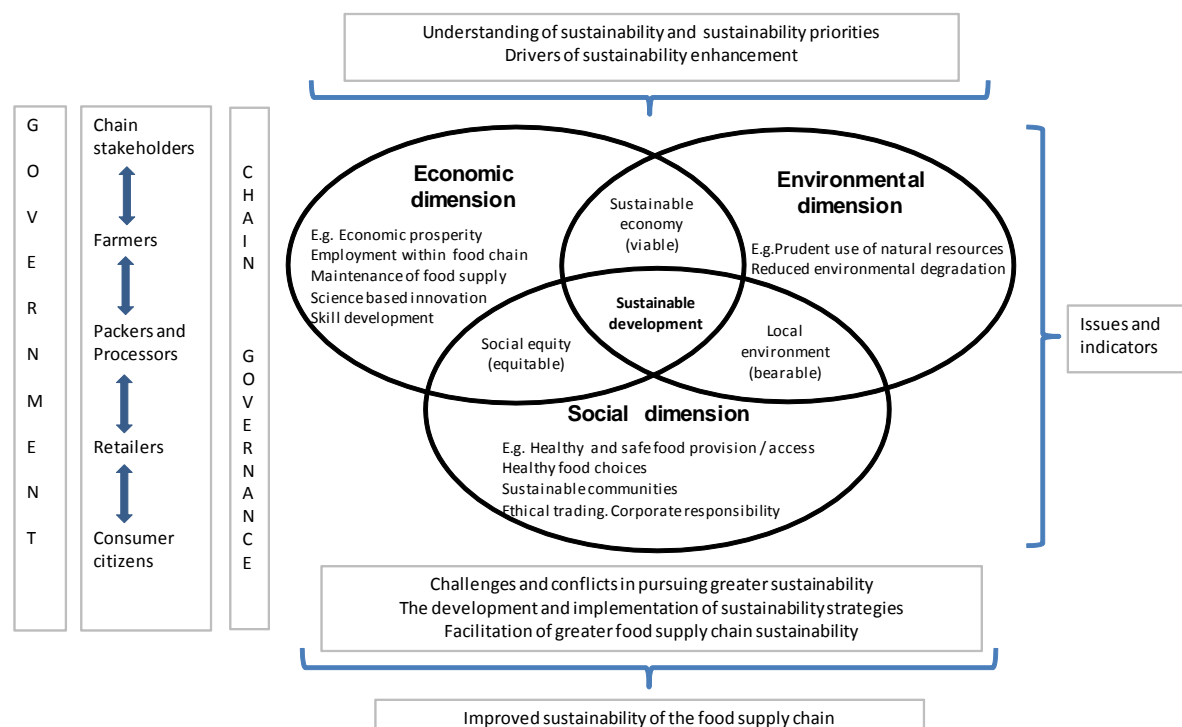 Understanding of sustainability and sustainability priorities
Drivers of sustainability enhancement
GOVERNMENT
Chain
stakeholders
Farmers
Packers and
Processors
Retailers
Consumer
citizens
CHAIN GOVERNANCE
Economic
dimension
E.g. Economic prosperity
Employment within food chain
Maintenance of food supply
Science based innovation
Skill development
Sustainable
economy
(viable)
Environmental
dimension
E.g.Prudent use of natural resources
Reduced environmental degradation
Sustainable
development
Social equity
(equitable)
Local
environment
(bearable)
Social dimension
E.g. Healthy and safe food provision / access
Healthy food choices
Sustainable communities
Ethical trading. Corporate responsibility
Issues and
indicators
Challenges and conflicts in pursuing greater sustainability
The development and implementation of sustainability strategies
Facilitation of greater food supply chain sustainability
Improved sustainability of the food supply chain